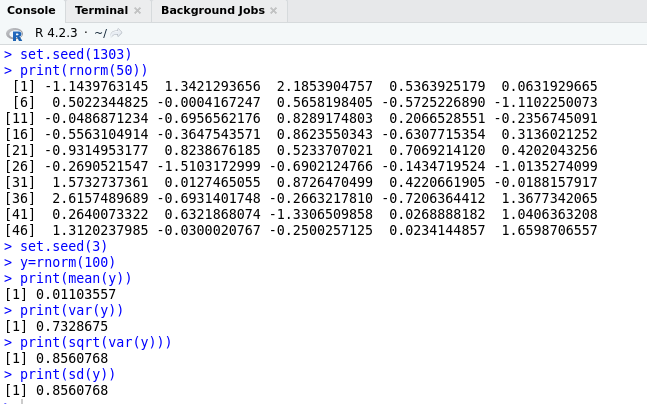 Console Terminal × Background Jobs ×
R 4.2.3 · ~/
> set.seed(1303)
> print(rnorm(50))
 [1] -1.1439763145  1.3421293656  2.1853904757  0.5363925179  0.0631929665
 [6]  0.5022344825 -0.0004167247  0.5658198405 -0.5725226890 -1.1102250073
[11] -0.0486871234 -0.6956562176  0.8289174803  0.2066528551 -0.2356745091
[16] -0.5563104914 -0.3647543571  0.8623550343 -0.6307715354  0.3136021252
[21] -0.9314953177  0.8238676185  0.5233707021  0.7069214120  0.4202043256
[26] -0.2690521547 -1.5103172999 -0.6902124766 -0.1434719524 -1.0135274099
[31]  1.5732737361  0.0127465055  0.8726470499  0.4220661905 -0.0188157917
[36]  2.6157489689 -0.6931401748 -0.2663217810 -0.7206364412  1.3677342065
[41]  0.2640073322  0.6321868074 -1.3306509858  0.0268888182  1.0406363208
[46]  1.3120237985 -0.0300020767 -0.2500257125  0.0234144857  1.6598706557
> set.seed(3)
> y=rnorm(100)
> print(mean(y))
[1] 0.01103557
> print(var(y))
[1] 0.7328675
> print(sqrt(var(y)))
[1] 0.8560768
> print(sd(y))
[1] 0.8560768